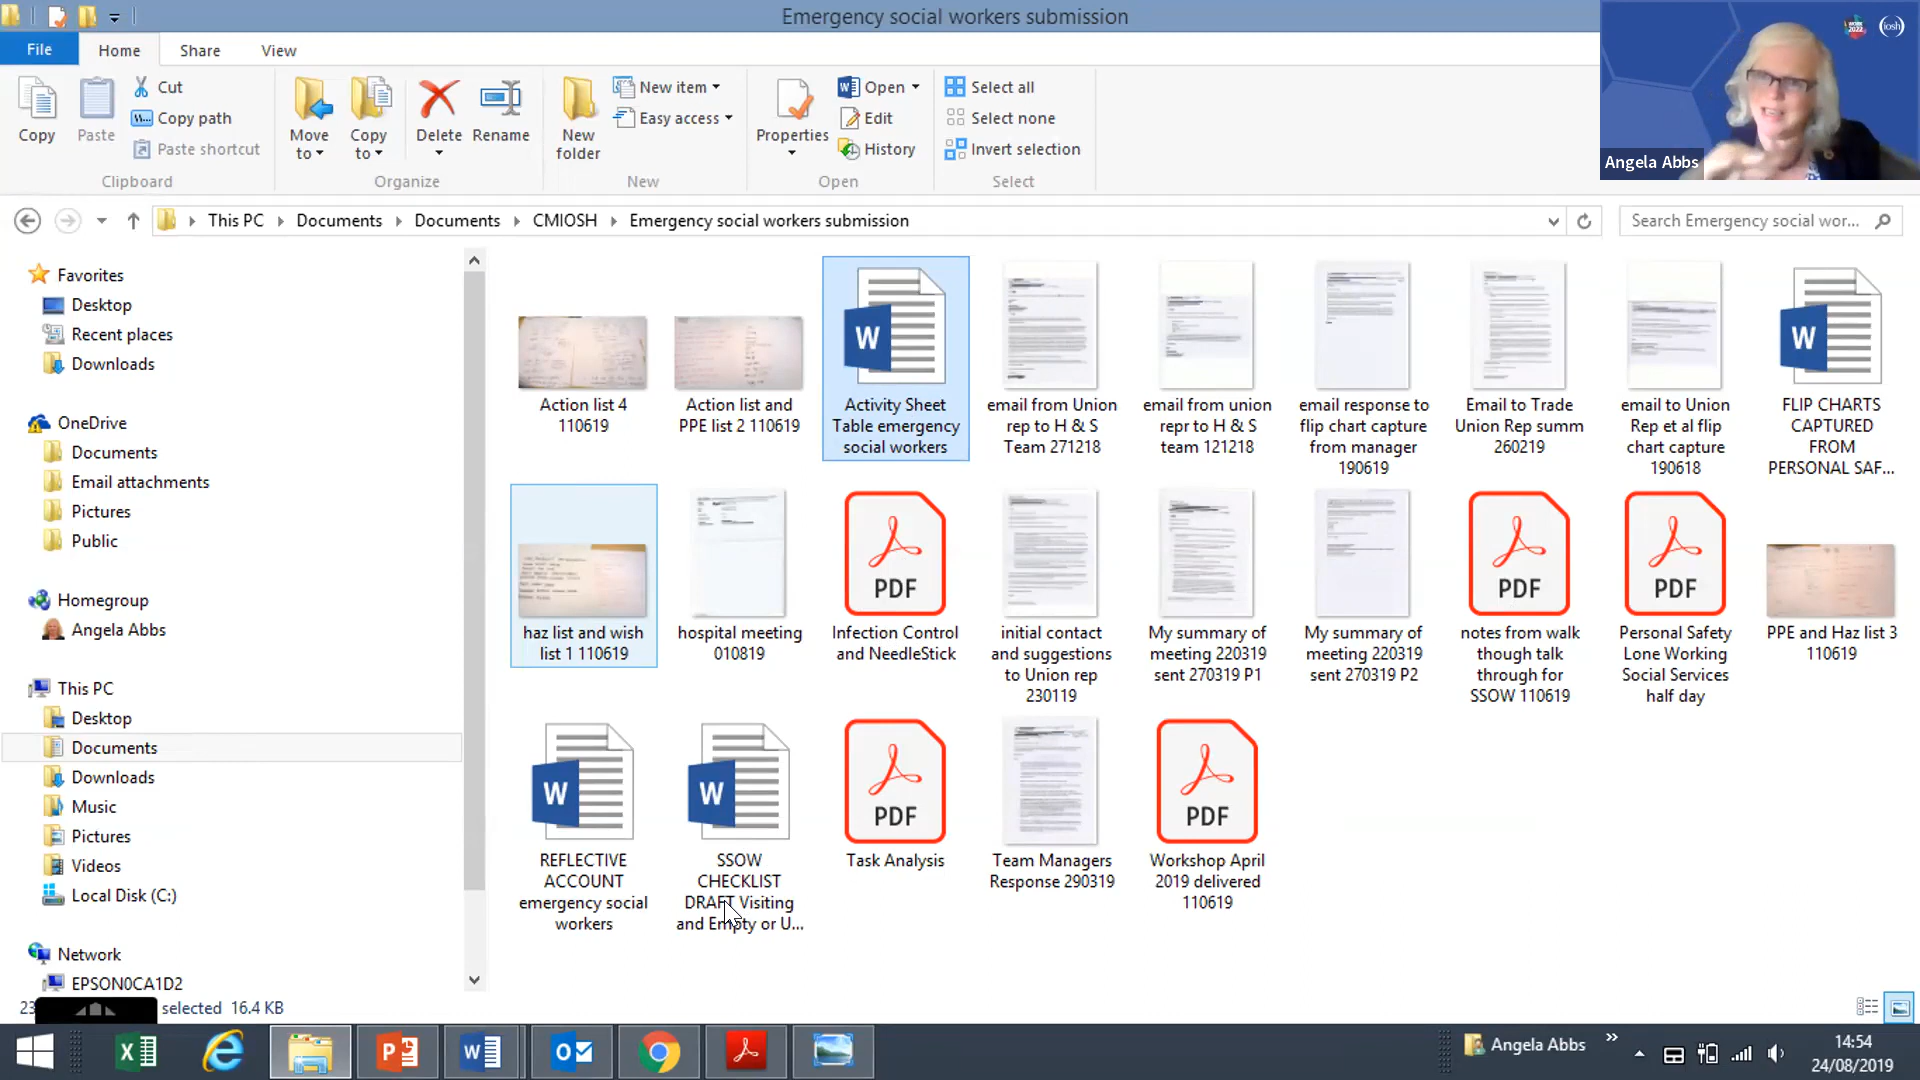 Emergency social workers submission
File
Home
Share
View
Copy
Paste
Cut
Copy path
Paste shortcut
Clipboard
Move
to
Copy
to
Delete
Rename
Organize
New
folder
New item
Easy access
New
Properties
Open
Edit
History
Open
Select all
Select none
Invert selection
Select
WORK
2022
iosh
Angela Abbs
This PC
Documents
Documents
CMIOSH
Emergency social workers submission
Search Emergency social wor...
Favorites
Desktop
Recent places
Downloads
OneDrive
Documents
Email attachments
Pictures
Public
Homegroup
Angela Abbs
This PC
Desktop
Documents
Downloads
Music
Pictures
Videos
Local Disk (C:)
Network
EPSON0CA1D2
Action list 4
110619
Action list and
PPE list 2 110619
W
Activity Sheet
Table emergency
social workers
email from Union
rep to H & S
Team 271218
email from union
repr to H & S
team 121218
email response to
flip chart capture
from manager
190619
Email to Trade
Union Rep summ
260219
email to Union
Rep et al flip
chart capture
190618
W
FLIP CHARTS
CAPTURED
FROM
PERSONAL SAF...
haz list and wish
list 1 110619
hospital meeting
010819
PDF
Infection Control
and NeedleStick
initial contact
and suggestions
to Union rep
230119
My summary of
meeting 220319
sent 270319 P1
My summary of
meeting 220319
sent 270319 P2
PDF
notes from walk
though talk
through for
SSOW 110619
PDF
Personal Safety
Lone Working
Social Services
half day
PPE and Haz list 3
110619
W
REFLECTIVE
ACCOUNT
emergency social
workers
W
SSOW
CHECKLIST
DRAFT Visiting
and Empty or U...
PDF
Task Analysis
Team Managers
Response 290319
PDF
Workshop April
2019 delivered
110619
23
selected 16.4 KB
Angela Abbs
14:54
24/08/2019